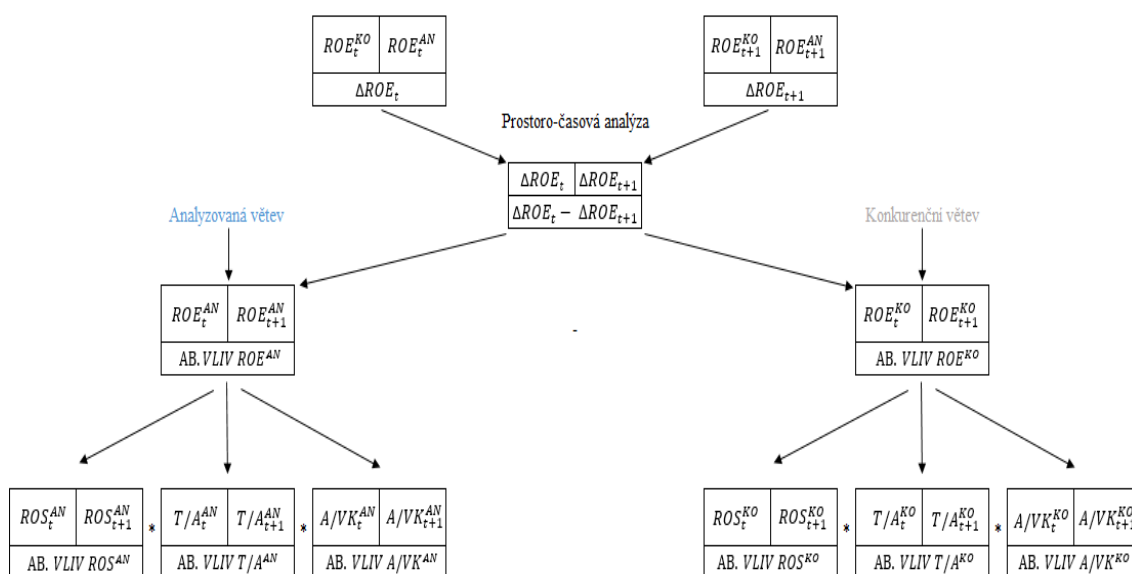 ROE_t^{KO} ROE_t^{AN} ROE_{t+1}^{KO} ROE_{t+1}^{AN}
ΔROE_t ΔROE_{t+1}
Prostoro-časová analýza
ΔROE_t ΔROE_{t+1}
ΔROE_t − ΔROE_{t+1}
Analyzovaná větev Konkurenční větev
ROE_t^{AN} ROE_{t+1}^{AN} - ROE_t^{KO} ROE_{t+1}^{KO}
AB. VLIV ROE^{AN} AB. VLIV ROE^{KO}
ROS_t^{AN} ROS_{t+1}^{AN} * T/A_t^{AN} T/A_{t+1}^{AN} * A/VK_t^{AN} A/VK_{t+1}^{AN} ROS_t^{KO} ROS_{t+1}^{KO} * T/A_t^{KO} T/A_{t+1}^{KO} * A/VK_t^{KO} A/VK_{t+1}^{KO}
AB. VLIV ROS^{AN} AB. VLIV T/A^{AN} AB. VLIV A/VK^{AN} AB. VLIV ROS^{KO} AB. VLIV T/A^{KO} AB. VLIV A/VK^{KO}